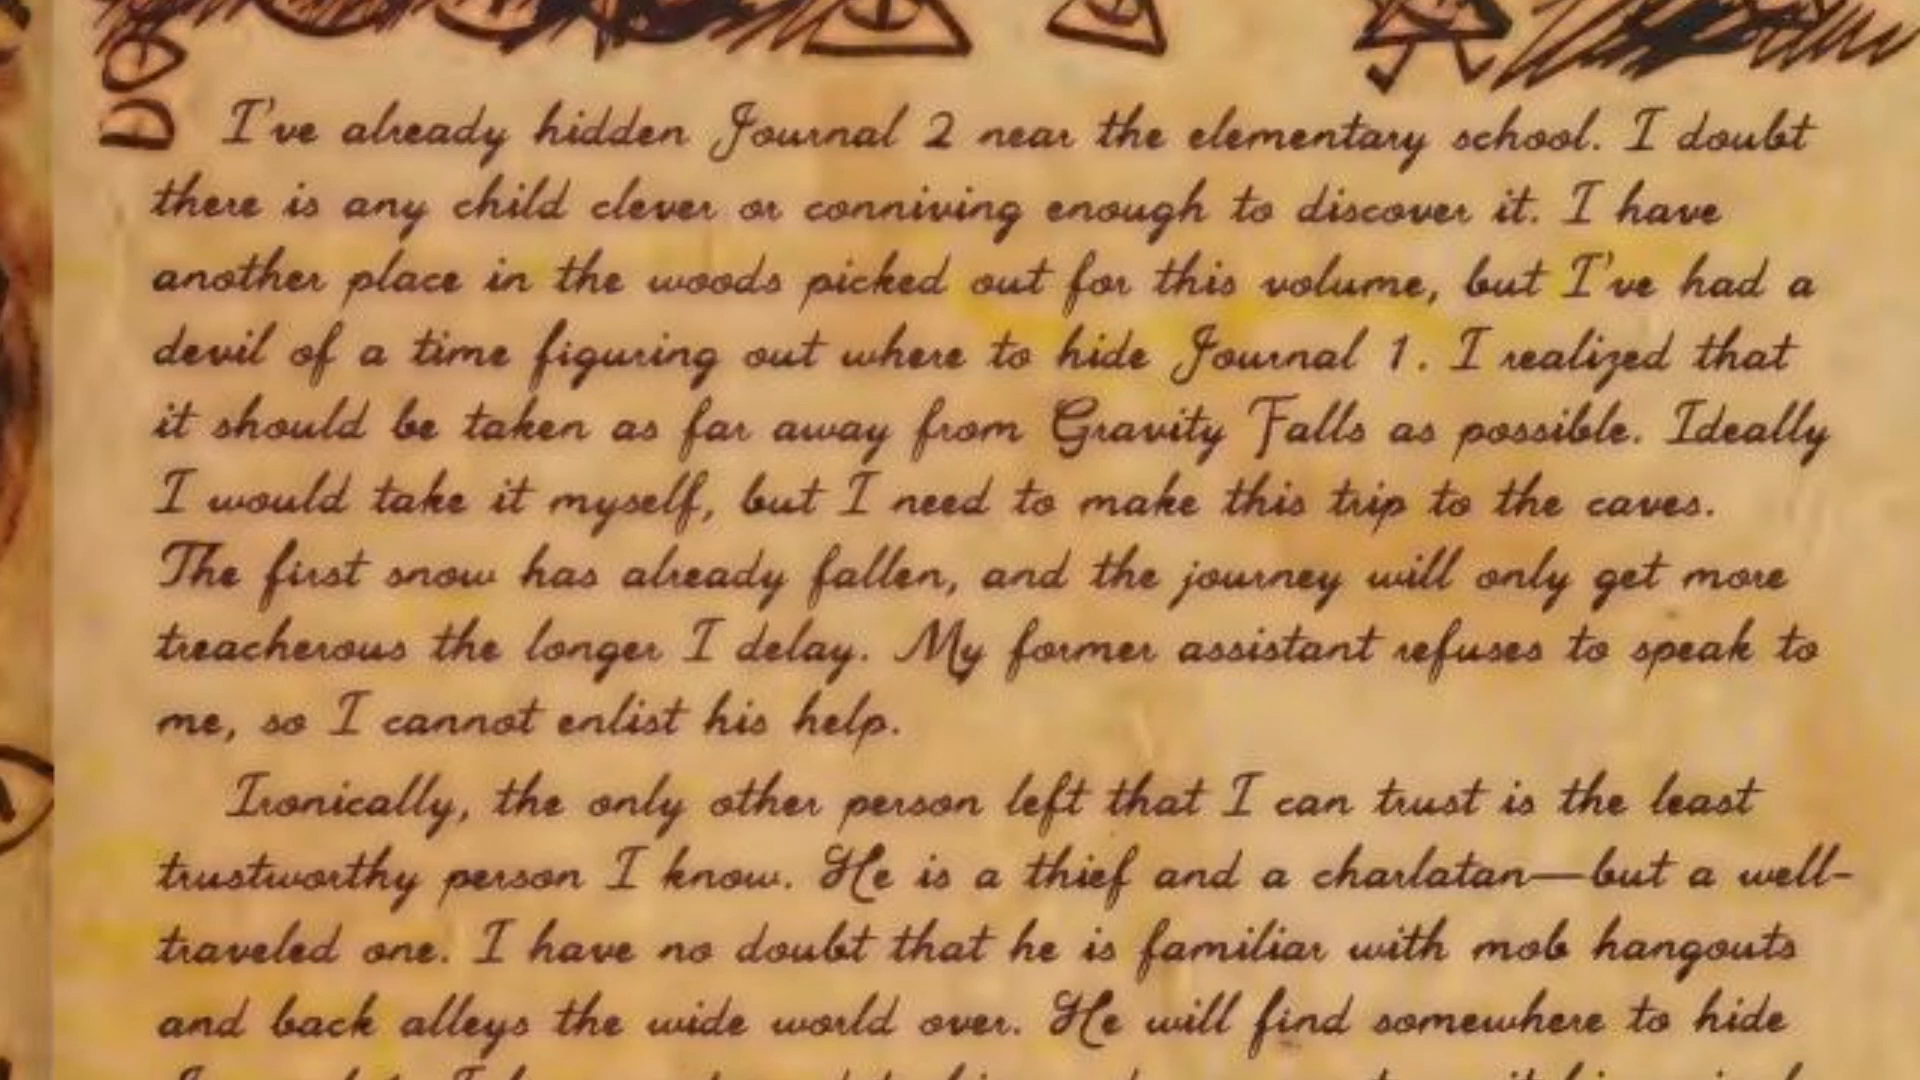 I've already hidden Journal 2 near the elementary school. I doubt
there is any child clever or conniving enough to discover it. I have
another place in the woods picked out for this volume, but I've had a
devil of a time figuring out where to hide Journal 1. I realized that
it should be taken as far away from Gravity Falls as possible. Ideally
I would take it myself, but I need to make this trip to the caves.
The first snow has already fallen, and the journey will only get more
treacherous the longer I delay. My former assistant refuses to speak to
me, so I cannot enlist his help.
Ironically, the only other person left that I can trust is the least
trustworthy person I know. He is a thief and a charlatan—but a well-
traveled one. I have no doubt that he is familiar with mob hangouts
and back alleys the wide world over. He will find somewhere to hide